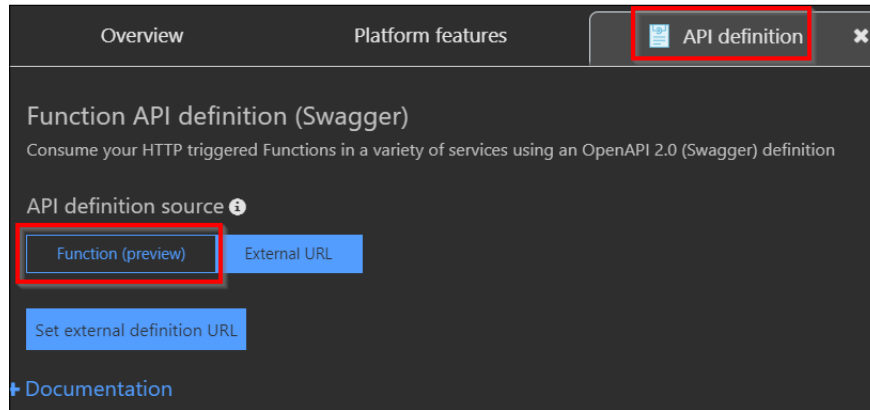 Overview
Platform features
API definition
Function API definition (Swagger)
Consume your HTTP triggered Functions in a variety of services using an OpenAPI 2.0 (Swagger) definition
API definition source
Function (preview)
External URL
Set external definition URL
Documentation